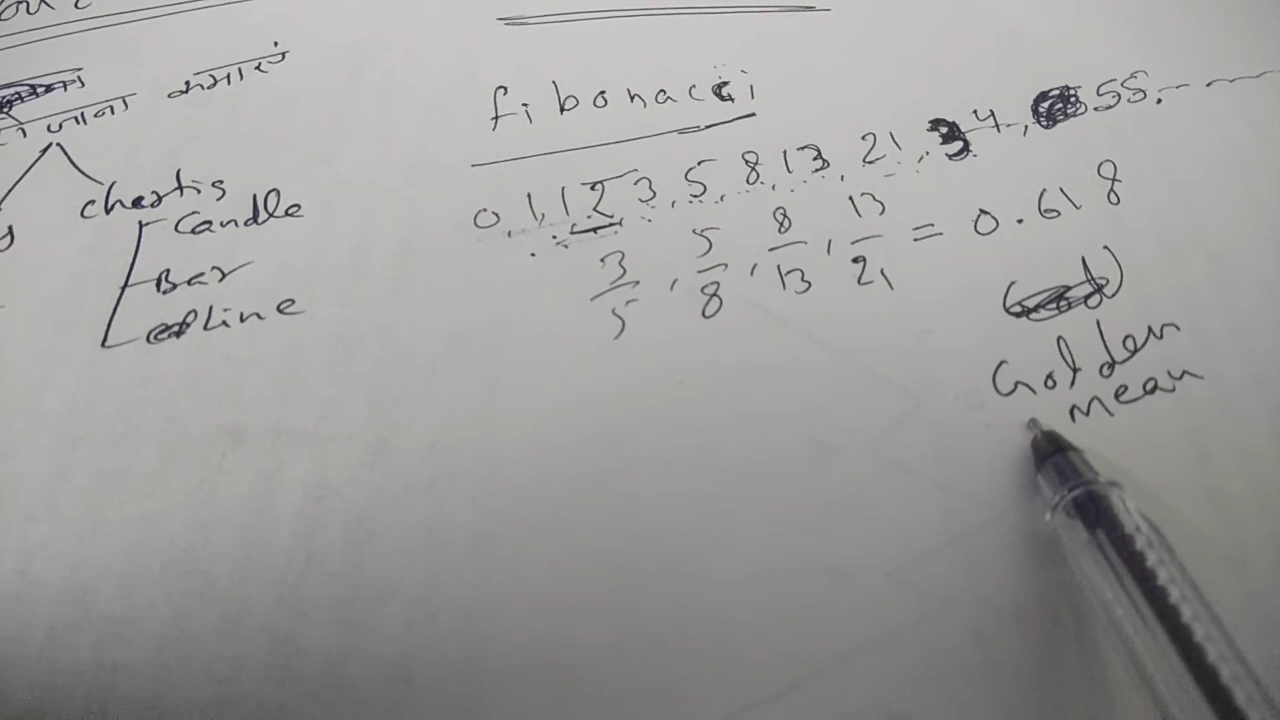 fibonacci
0, 1, 1 2 3, 5, 8, 13, 21, 34, 55, - - - -
3/5, 5/8, 8/13, 13/21 = 0.618
Golden
mean
जाना कमाएं
chartis
Candle
Bar
Line